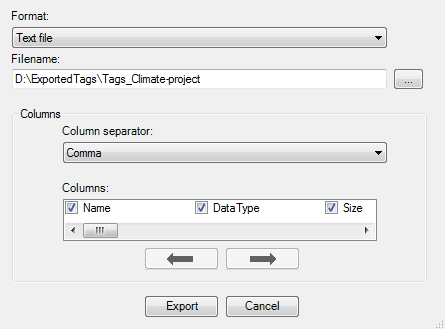 Format:
Text file
Filename:
D:\ExportedTags\Tags_Climate-project
...
Columns
Column separator:
Comma
Columns:
Name DataType Size
Export Cancel